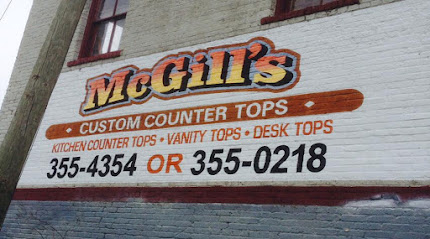 McGill's
CUSTOM COUNTER TOPS
KITCHEN COUNTER TOPS • VANITY TOPS • DESK TOPS
355-4354 OR 355-0218